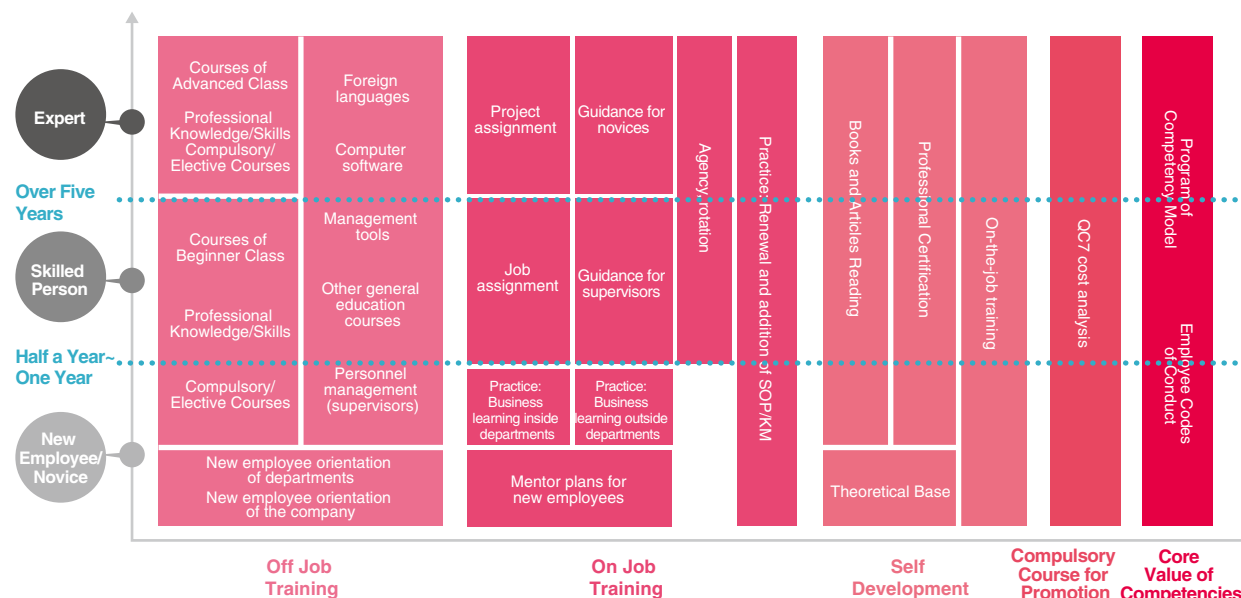 Expert
Over Five
Years
Skilled
Person
Half a Year~
One Year
New
Employee/
Novice
Courses of
Advanced Class
Professional
Knowledge/Skills
Compulsory/
Elective Courses
Courses of
Beginner Class
Professional
Knowledge/Skills
Compulsory/
Elective Courses
Foreign
languages
Computer
software
Management
tools
Other general
education
courses
Personnel
management
(supervisors)
New employee orientation
of departments
New employee orientation
of the company
Project
assignment
Guidance for
novices
Job
assignment
Guidance for
supervisors
Practice:
Business
learning inside
departments
Practice:
Business
learning outside
departments
Mentor plans for
new employees
Agency,rotation
Practice: Renewal and addition of SOP/KM
Books and Articles Reading
Professional Certification
Theoretical Base
On-the-job training
QC7 cost analysis
Program of
Competency Model
Employee Codes
of Conduct
Off Job
Training
On Job
Training
Self
Development
Compulsory
Course for
Promotion
Core
Value of
Competencies